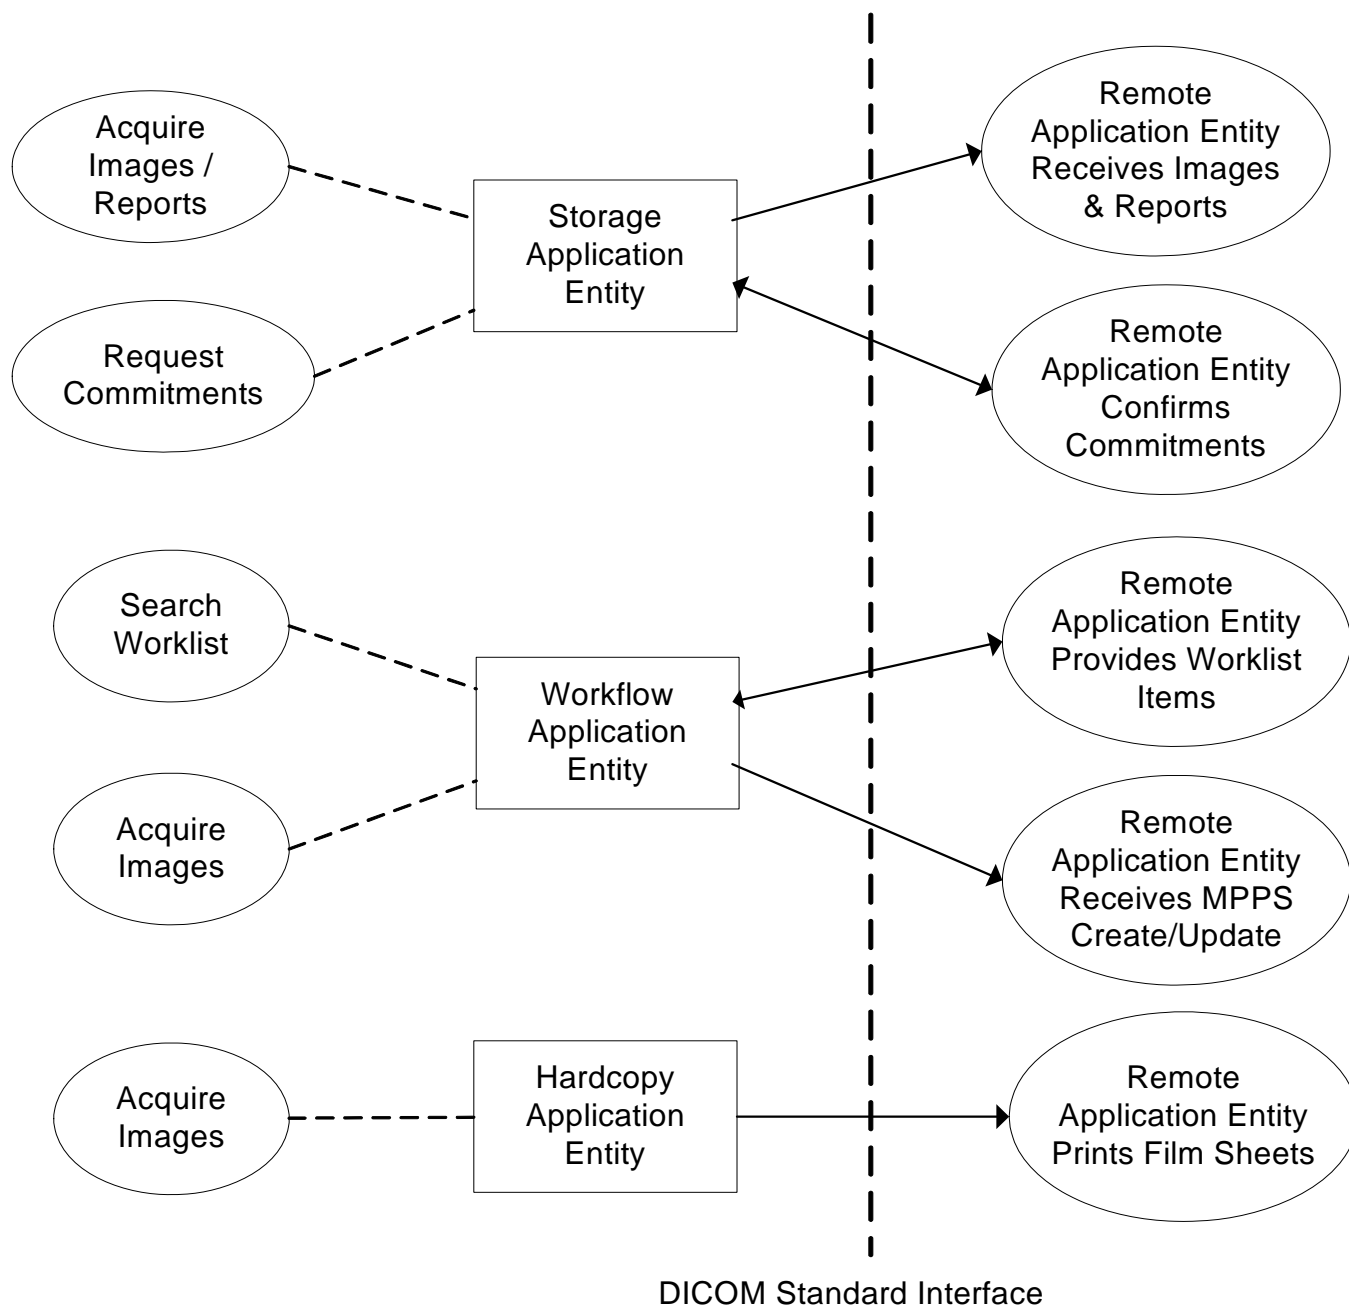 Acquire
Images /
Reports
Storage
Application
Entity
Remote
Application Entity
Receives Images
& Reports
Request
Commitments
Remote
Application Entity
Confirms
Commitments
Search
Worklist
Workflow
Application
Entity
Remote
Application Entity
Provides Worklist
Items
Acquire
Images
Remote
Application Entity
Receives MPPS
Create/Update
Acquire
Images
Hardcopy
Application
Entity
Remote
Application Entity
Prints Film Sheets
DICOM Standard Interface